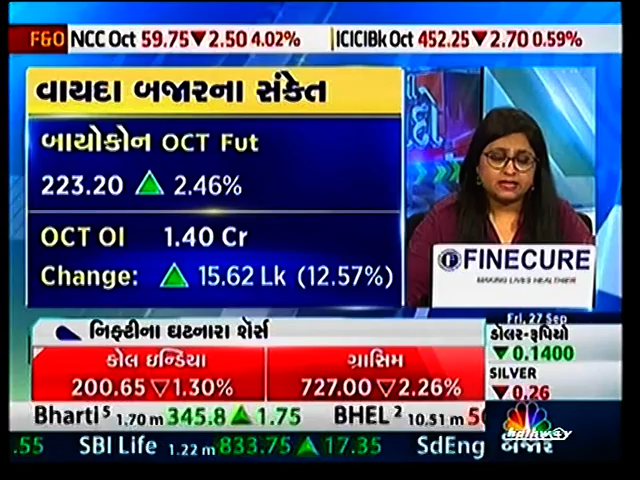 F&O NCC Oct 59.75▼2.50 4.02% ICICIBk Oct 452.25▼2.70 0.59%
વાયદા બજારના સંકેત
બાયોકોન OCT Fut
223.20 ▲ 2.46%
OCT OI 1.40 Cr
Change: ▲ 15.62 Lk (12.57%)
FINECURE
MAKING LIVES HEALTHIER
Fri, 27 Sep
નિફ્ટીના ઘટનારા શૅર્સ
ડોલર-રૂપિયો
▼0.1400
કોલ ઇન્ડિયા ગ્રાસિમ
200.65▽1.30% 727.00▽2.26%
SILVER
▼0.26
Bharti 5 1.70 m 345.8▲1.75 BHEL 2 10.51 m
.55 SBI Life 1.22 m 833.75▲17.35 SdEng
hathway
બજાર